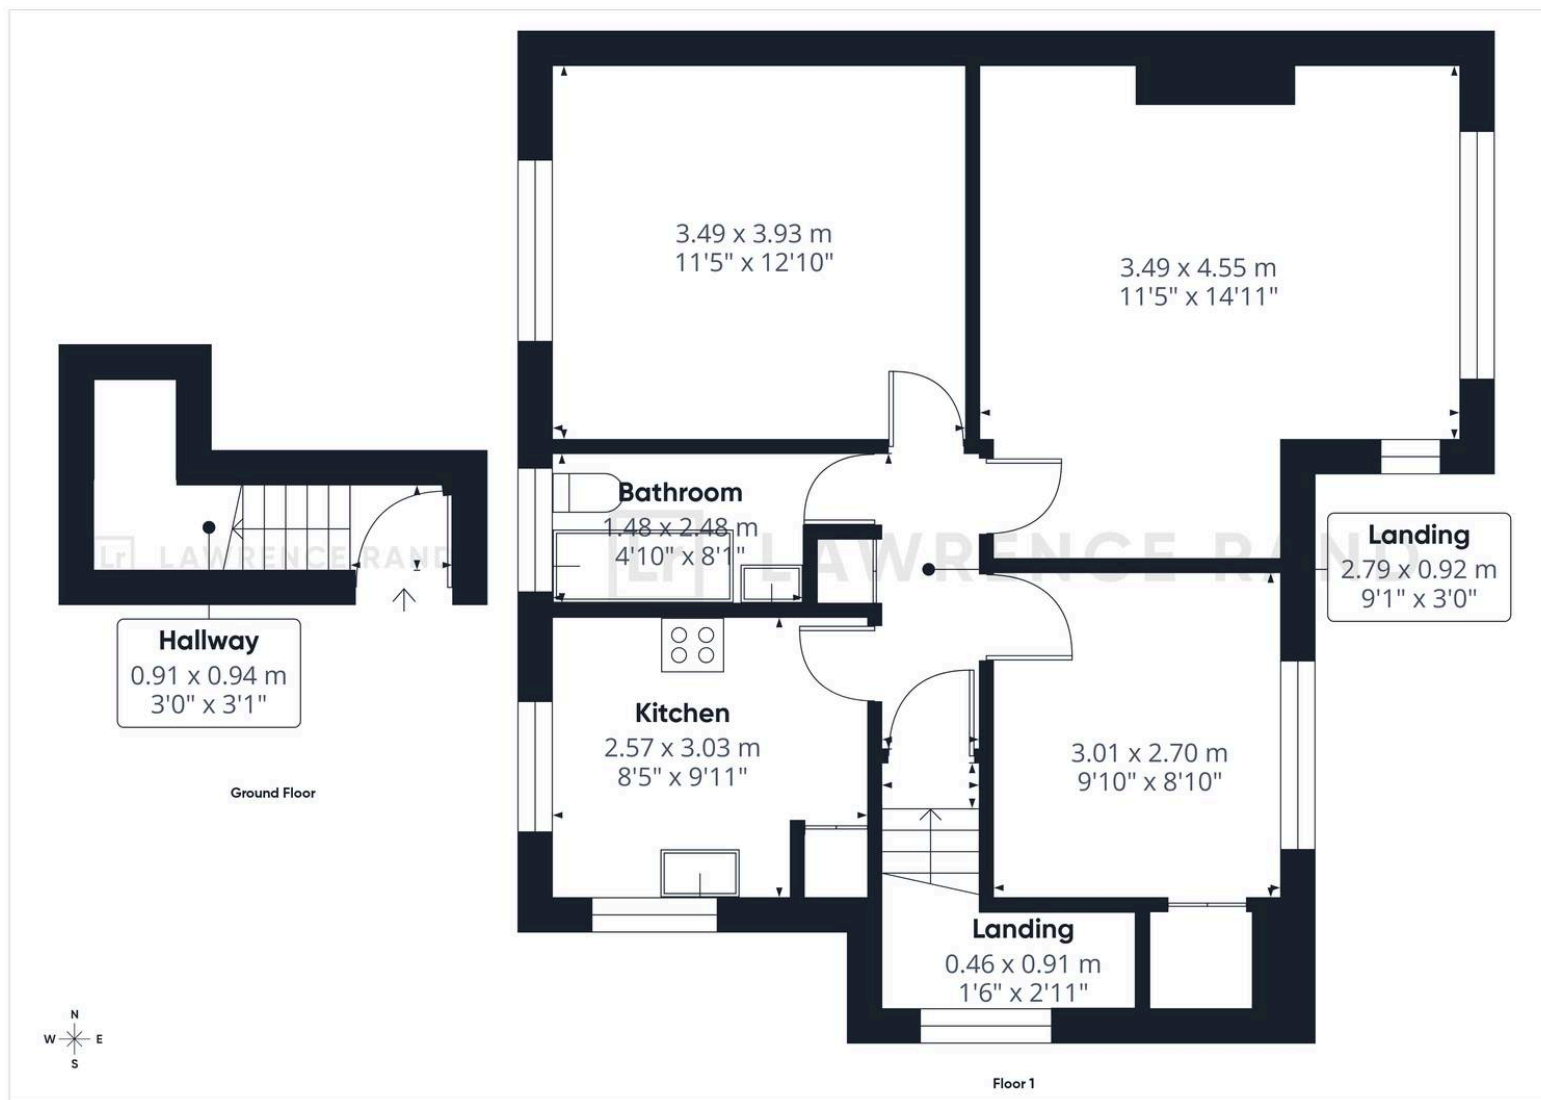 3.49 x 3.93 m
11'5" x 12'10"
3.49 x 4.55 m
11'5" x 14'11"
Bathroom
1.48 x 2.48 m
4'10" x 8'1"
Lr LAWRENCE RAND
Lr LAWRENCE RAND
Landing
2.79 x 0.92 m
9'1" x 3'0"
Hallway
0.91 x 0.94 m
3'0" x 3'1"
Ground Floor
Kitchen
2.57 x 3.03 m
8'5" x 9'11"
3.01 x 2.70 m
9'10" x 8'10"
Landing
0.46 x 0.91 m
1'6" x 2'11"
N
W E
S
Floor 1